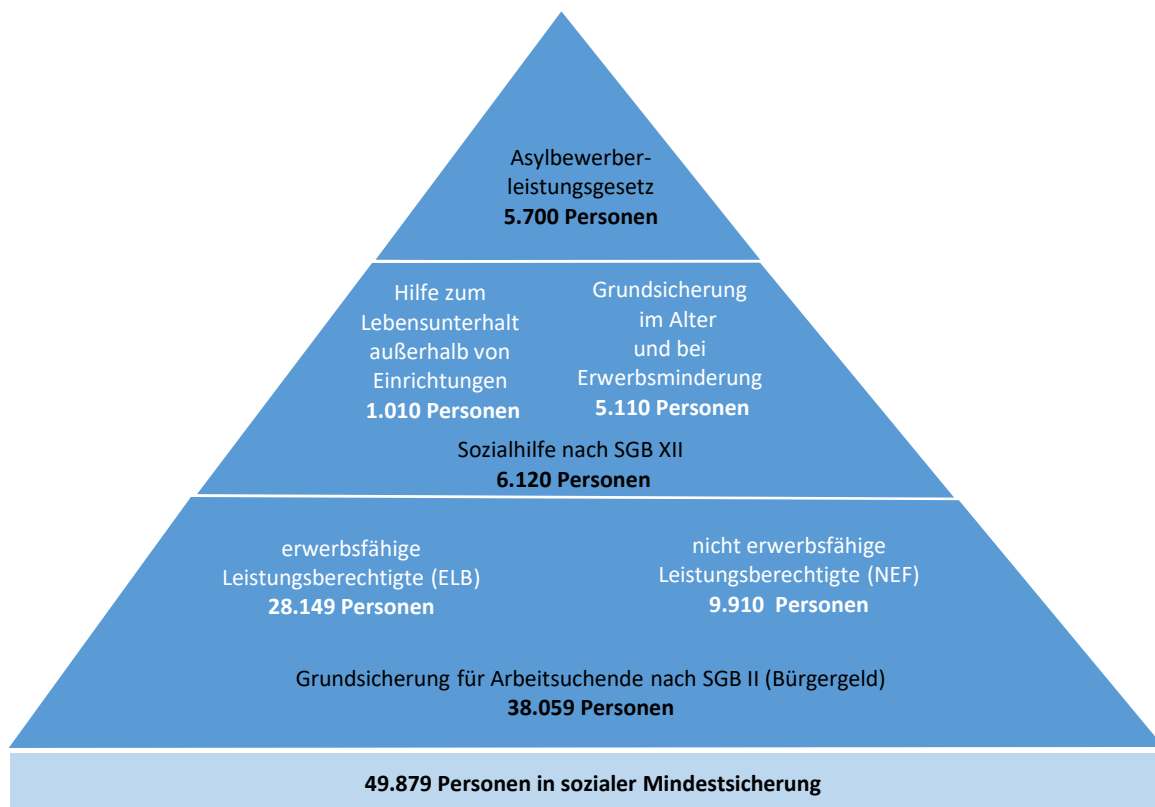 Asylbewerber-
leistungsgesetz
5.700 Personen
Hilfe zum
Lebensunterhalt
außerhalb von
Einrichtungen
1.010 Personen
Grundsicherung
im Alter
und bei
Erwerbsminderung
5.110 Personen
Sozialhilfe nach SGB XII
6.120 Personen
erwerbsfähige
Leistungsberechtigte (ELB)
28.149 Personen
nicht erwerbsfähige
Leistungsberechtigte (NEF)
9.910 Personen
Grundsicherung für Arbeitsuchende nach SGB II (Bürgergeld)
38.059 Personen
49.879 Personen in sozialer Mindestsicherung